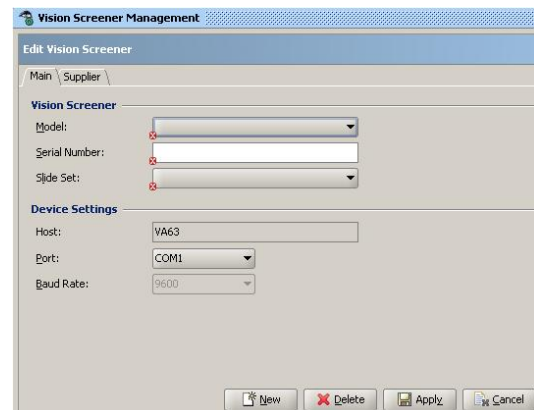 Vision Screener Management
Edit Vision Screener
Main Supplier
Vision Screener
Model:
Serial Number:
Slide Set:
Device Settings
Host: VA63
Port: COM1
Baud Rate: 9600
New Delete Apply Cancel